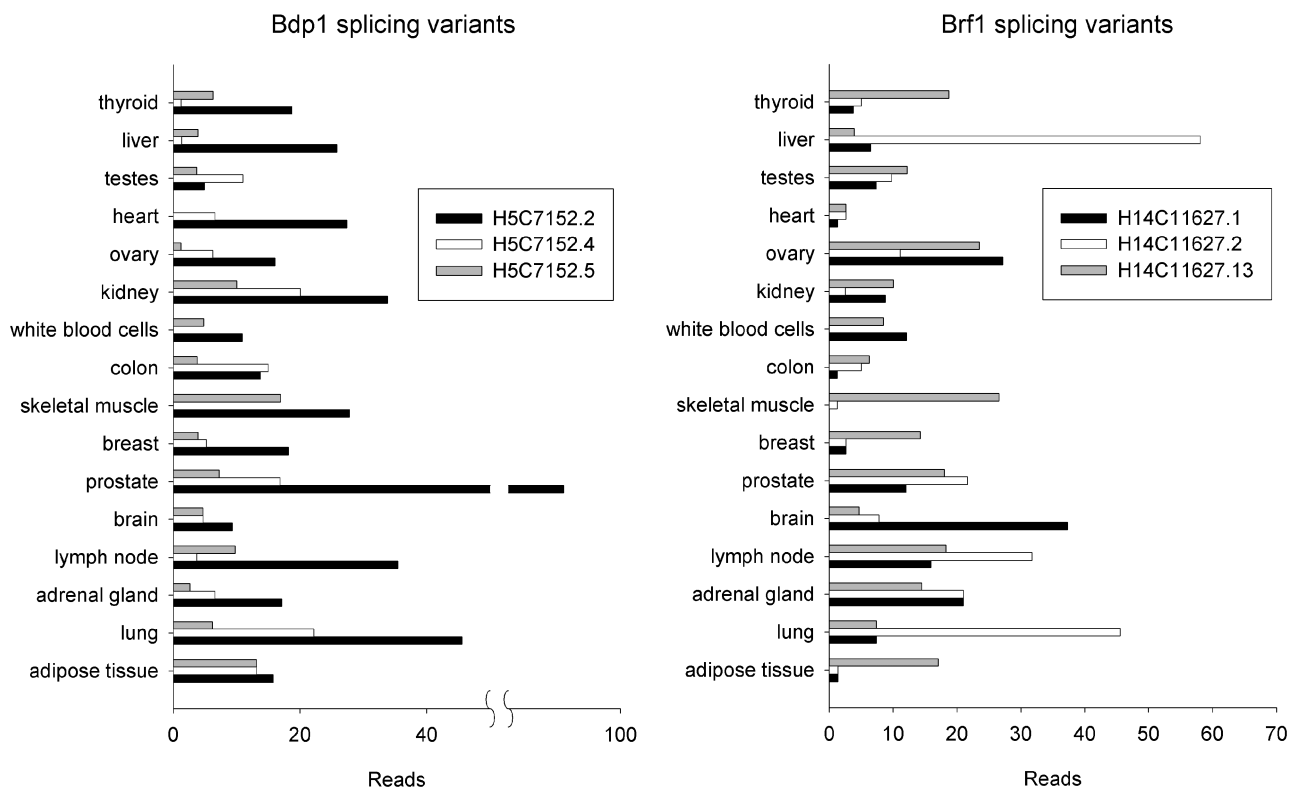 Bdp1 splicing variants
thyroid
liver
testes
heart
ovary
kidney
white blood cells
colon
skeletal muscle
breast
prostate
brain
lymph node
adrenal gland
lung
adipose tissue
H5C7152.2
H5C7152.4
H5C7152.5
0 20 40 100
Reads
Brf1 splicing variants
thyroid
liver
testes
heart
ovary
kidney
white blood cells
colon
skeletal muscle
breast
prostate
brain
lymph node
adrenal gland
lung
adipose tissue
H14C11627.1
H14C11627.2
H14C11627.13
0 10 20 30 40 50 60 70
Reads